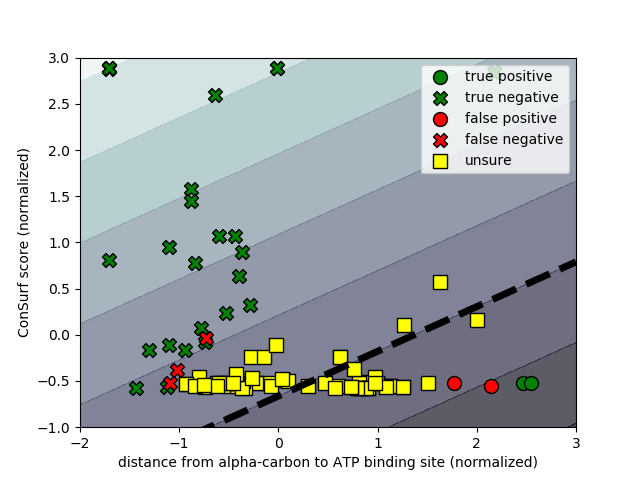 3.0
2.5
2.0
1.5
1.0
0.5
0.0
−0.5
−1.0
ConSurf score (normalized)
true positive
true negative
false positive
false negative
unsure
−2 −1 0 1 2 3
distance from alpha-carbon to ATP binding site (normalized)